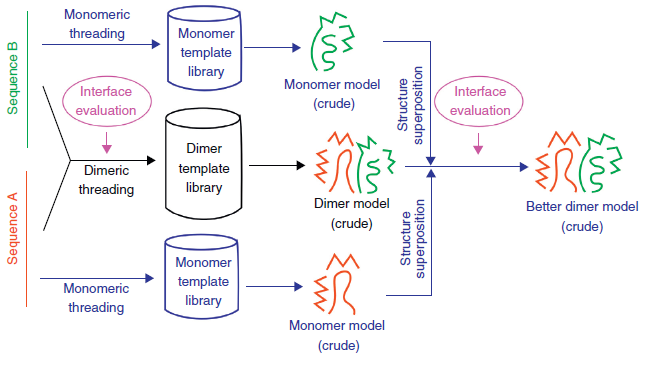 Sequence B
Monomeric
threading
Monomer
template
library
Monomer model
(crude)
Structure
superposition
Interface
evaluation
Interface
evaluation
Dimeric
threading
Dimer
template
library
Dimer model
(crude)
Better dimer model
(crude)
Sequence A
Monomeric
threading
Monomer
template
library
Monomer model
(crude)
Structure
superposition